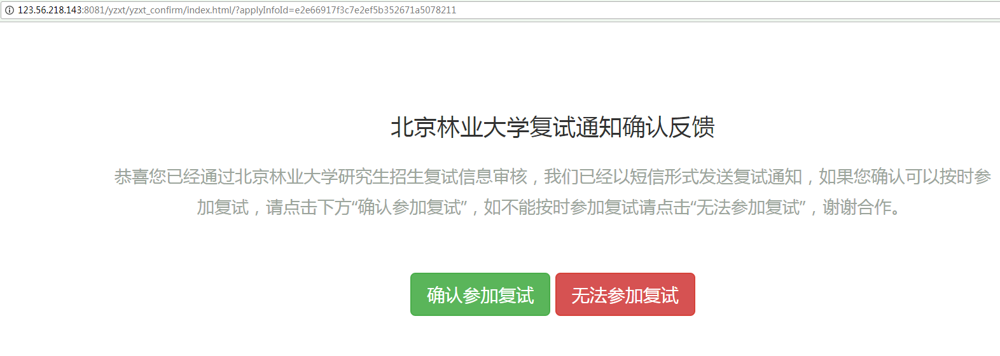 123.56.218.143:8081/yzxt/yzxt_confirm/index.html/?applyInfoId=e2e66917f3c7e2ef5b352671a5078211
北京林业大学复试通知确认反馈
恭喜您已经通过北京林业大学研究生招生复试信息审核，我们已经以短信形式发送复试通知，如果您确认可以按时参
加复试，请点击下方“确认参加复试”，如不能按时参加复试请点击“无法参加复试”，谢谢合作。
确认参加复试 无法参加复试